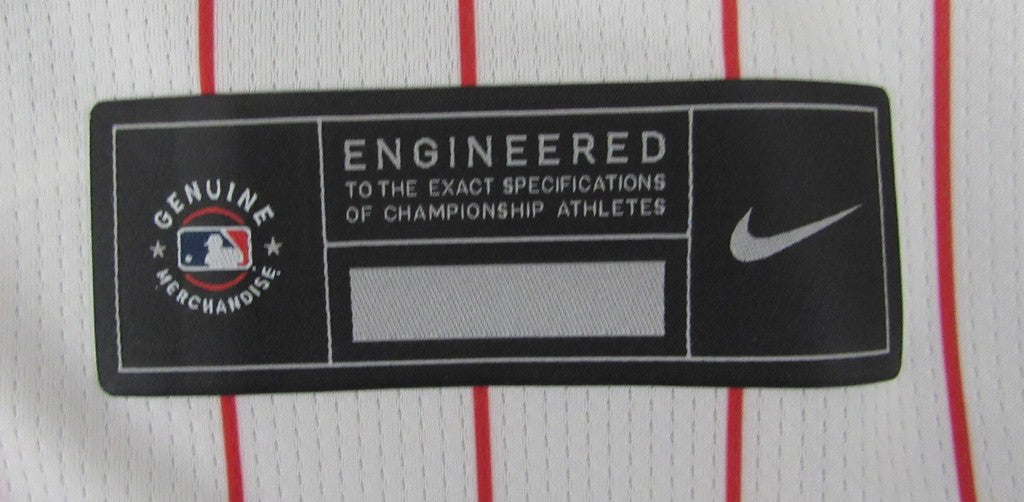 GENUINE
MERCHANDISE
ENGINEERED
TO THE EXACT SPECIFICATIONS
OF CHAMPIONSHIP ATHLETES